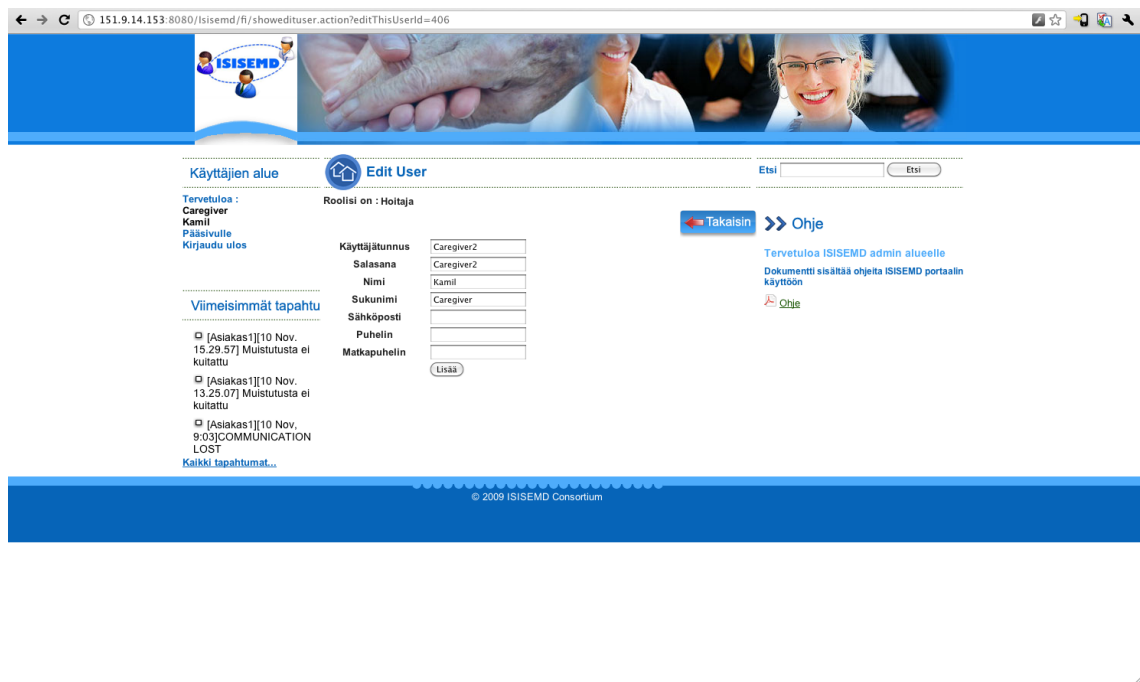 151.9.14.153:8080/Isisemd/fi/showedituser.action?editThisUserId=406
ISISEMD
Käyttäjien alue
Tervetuloa :
Caregiver
Kamil
Pääsivulle
Kirjaudu ulos
Viimeisimmät tapahtu
[Asiakas1][10 Nov.
15.29.57] Muistutusta ei
kuitattu
[Asiakas1][10 Nov.
13.25.07] Muistutusta ei
kuitattu
[Asiakas1][10 Nov,
9:03]COMMUNICATION
LOST
Kaikki tapahtumat...
Edit User
Roolisi on : Hoitaja
Takaisin
Käyttäjätunnus Caregiver2
Salasana Caregiver2
Nimi Kamil
Sukunimi Caregiver
Sähköposti
Puhelin
Matkapuhelin
Lisää
Etsi Etsi
Ohje
Tervetuloa ISISEMD admin alueelle
Dokumentti sisältää ohjeita ISISEMD portaalin
käyttöön
Ohje
© 2009 ISISEMD Consortium